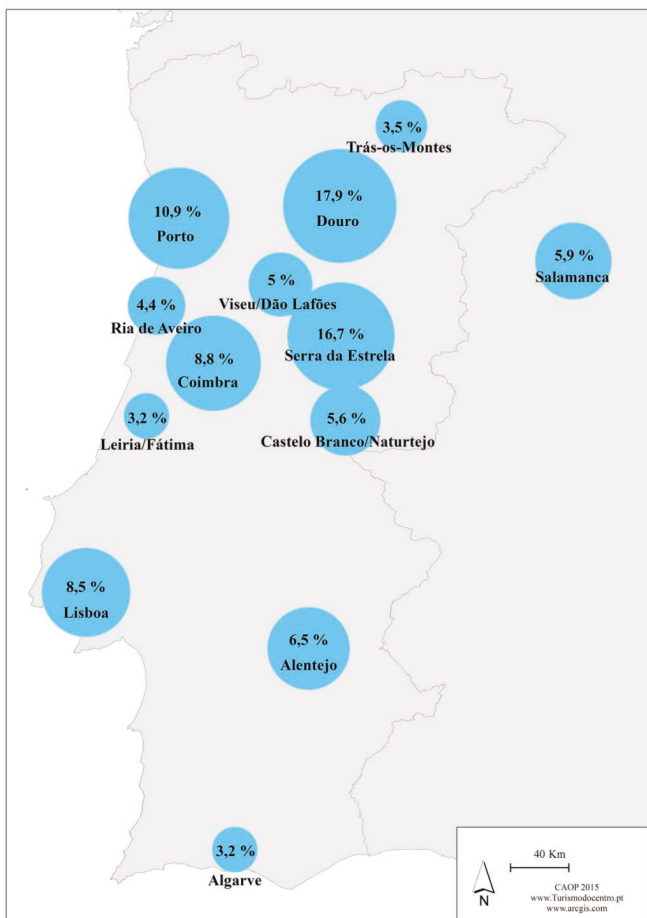 3,5 %
Trás-os-Montes
17,9 %
Douro
10,9 %
Porto
5,9 %
Salamanca
5 %
Viseu/Dão Lafões
4,4 %
Ria de Aveiro
16,7 %
Serra da Estrela
8,8 %
Coimbra
3,2 %
Leiria/Fátima
5,6 %
Castelo Branco/Naturtejo
8,5 %
Lisboa
6,5 %
Alentejo
3,2 %
Algarve
40 Km
N
CAOP 2015
www.Turismodocentro.pt
www.arcgis.com